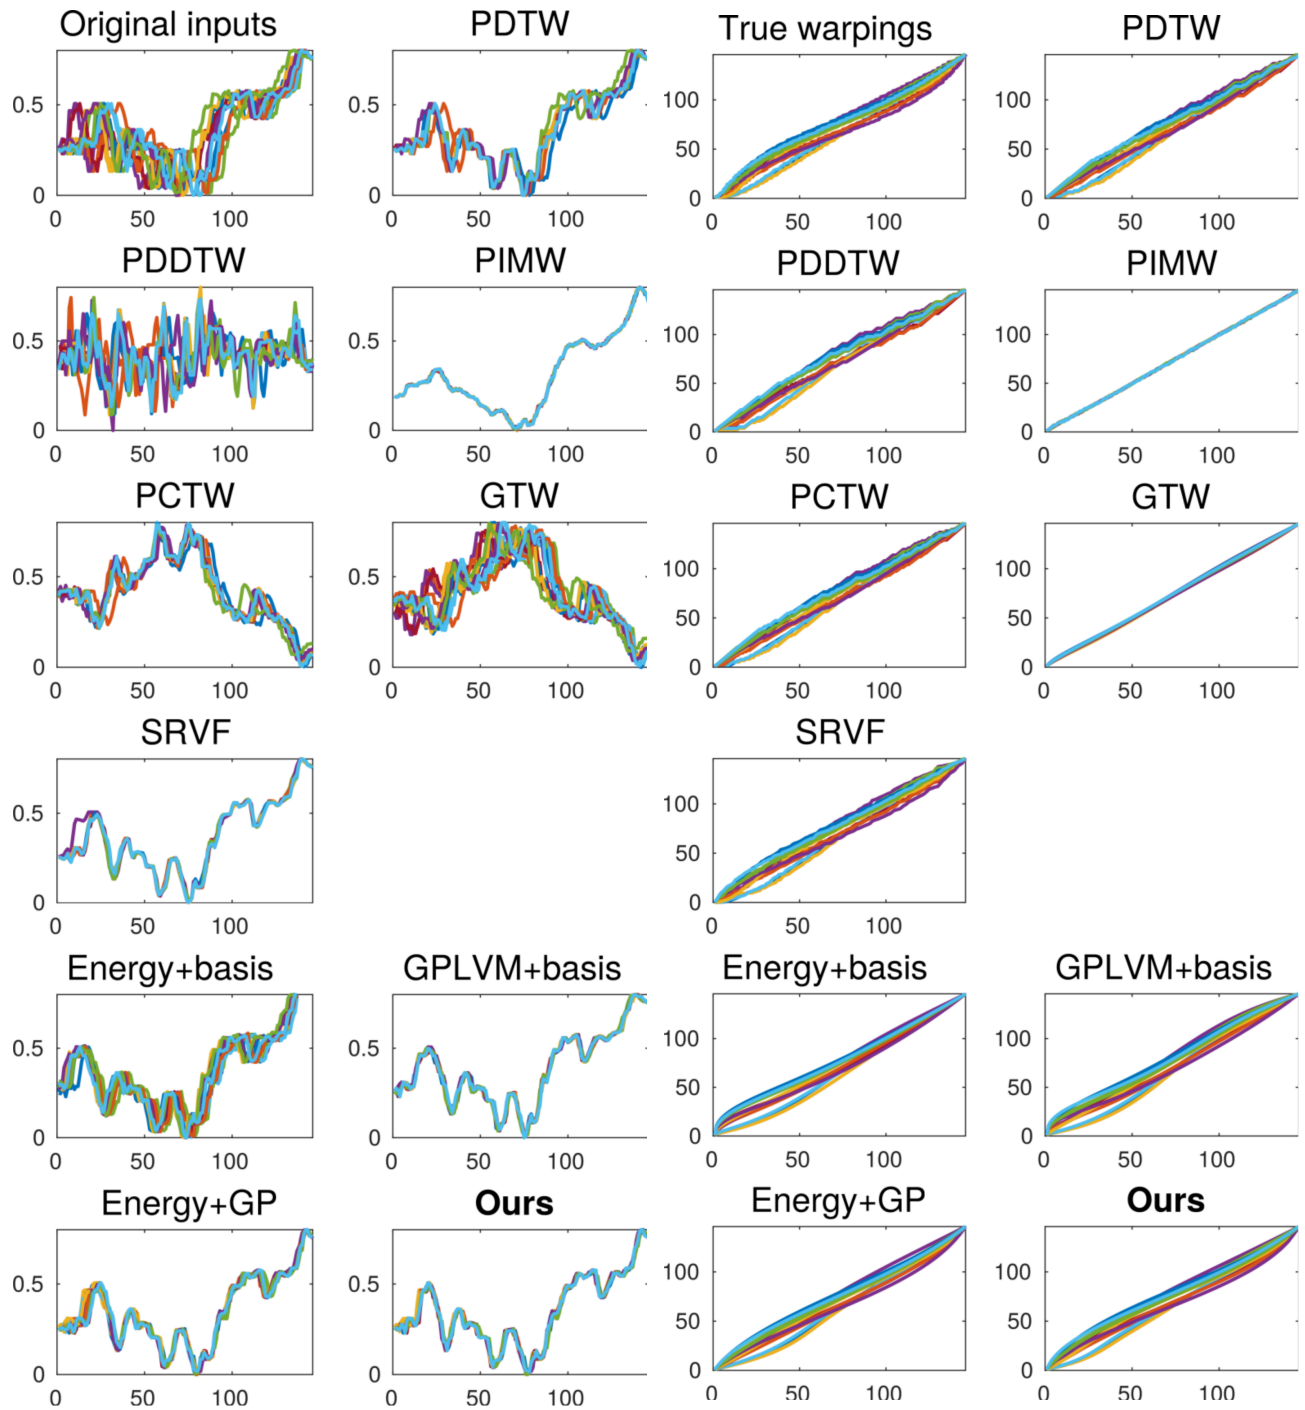 Original inputs PDTW True warpings PDTW
0.5 0.5 100 100
50 50
0 0 0 0
0 50 100 0 50 100 0 50 100 0 50 100
PDDTW PIMW PDDTW PIMW
0.5 0.5 100 100
50 50
0 0 0 0
0 50 100 0 50 100 0 50 100 0 50 100
PCTW GTW PCTW GTW
0.5 0.5 100 100
50 50
0 0 0 0
0 50 100 0 50 100 0 50 100 0 50 100
SRVF SRVF
0.5 100
50
0 0
0 50 100 0 50 100
Energy+basis GPLVM+basis Energy+basis GPLVM+basis
0.5 0.5 100 100
50 50
0 0 0 0
0 50 100 0 50 100 0 50 100 0 50 100
Energy+GP Ours Energy+GP Ours
0.5 0.5 100 100
50 50
0 0 0 0
0 50 100 0 50 100 0 50 100 0 50 100